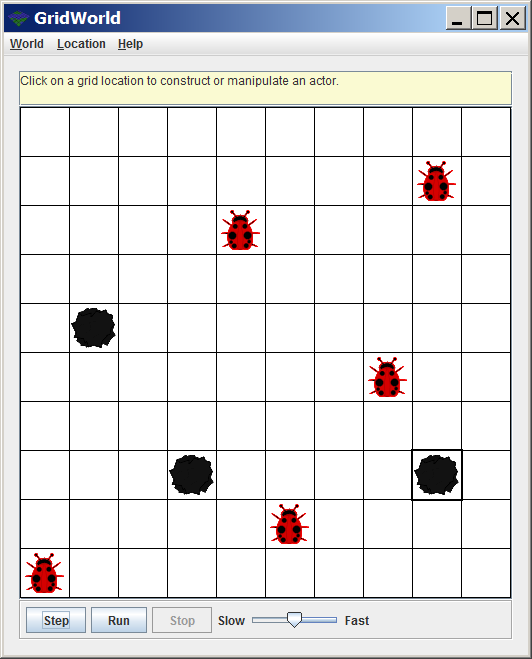 GridWorld
World Location Help
Click on a grid location to construct or manipulate an actor.
Step Run Stop Slow Fast